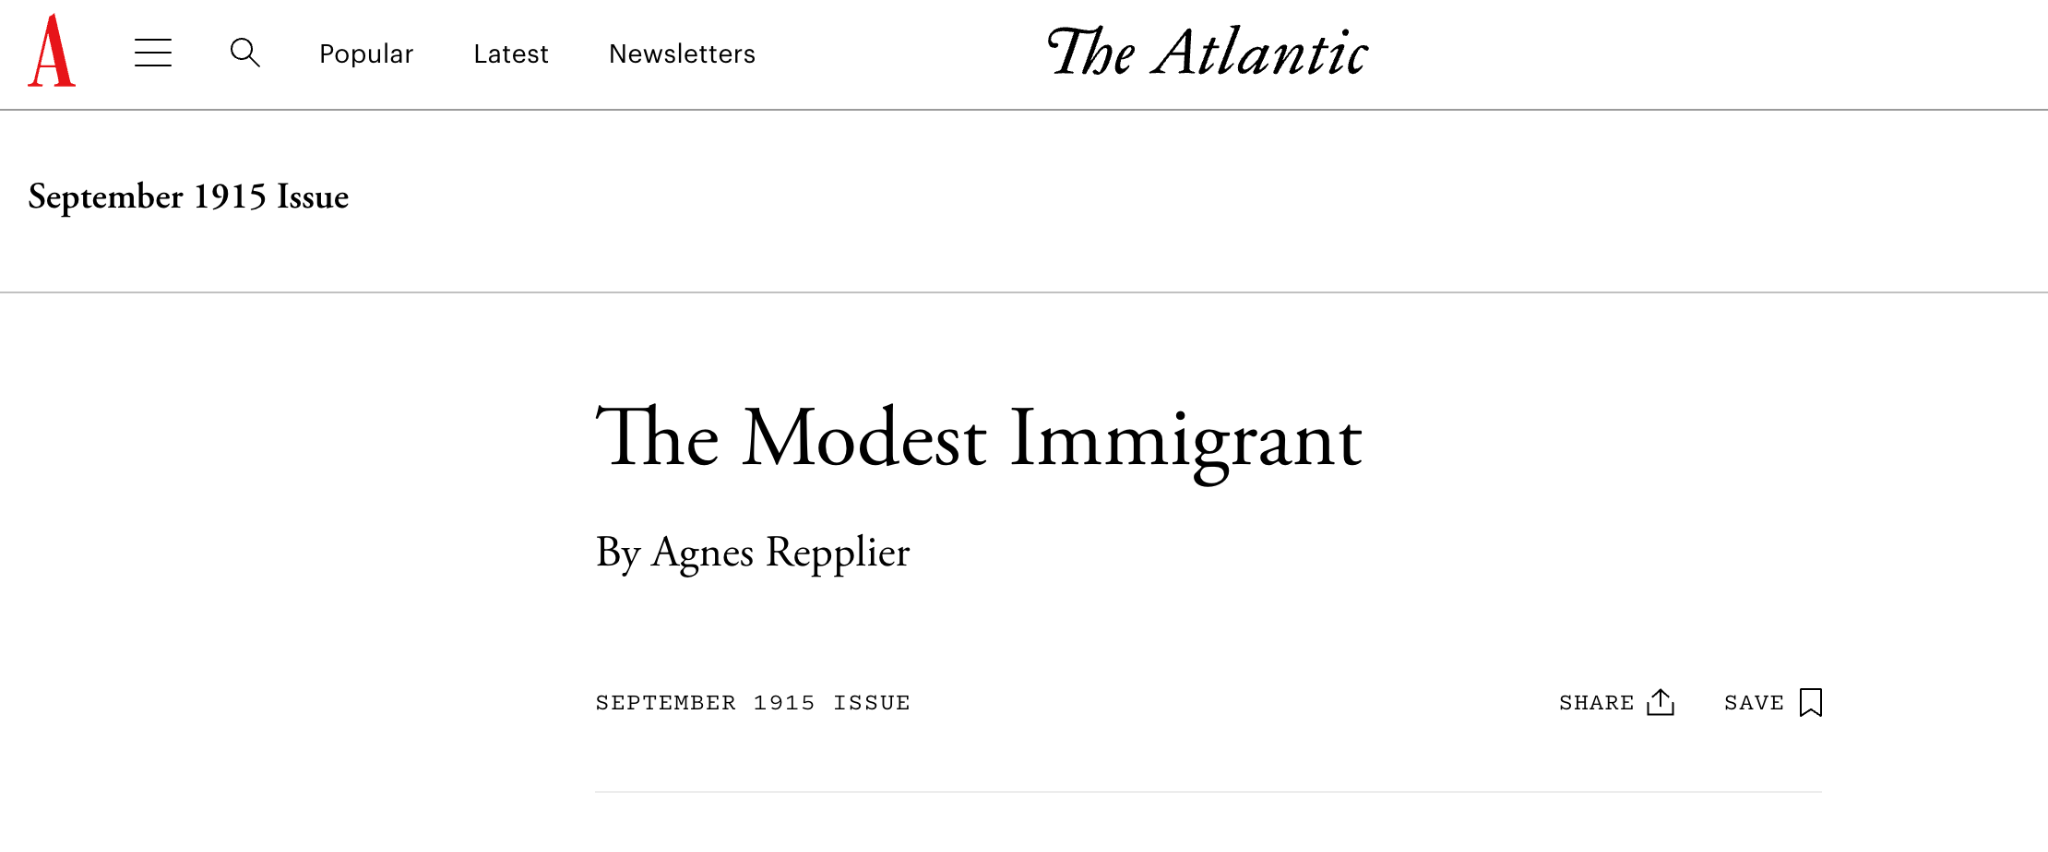 A Popular Latest Newsletters The Atlantic
September 1915 Issue
The Modest Immigrant
By Agnes Repplier
SEPTEMBER 1915 ISSUE SHARE SAVE